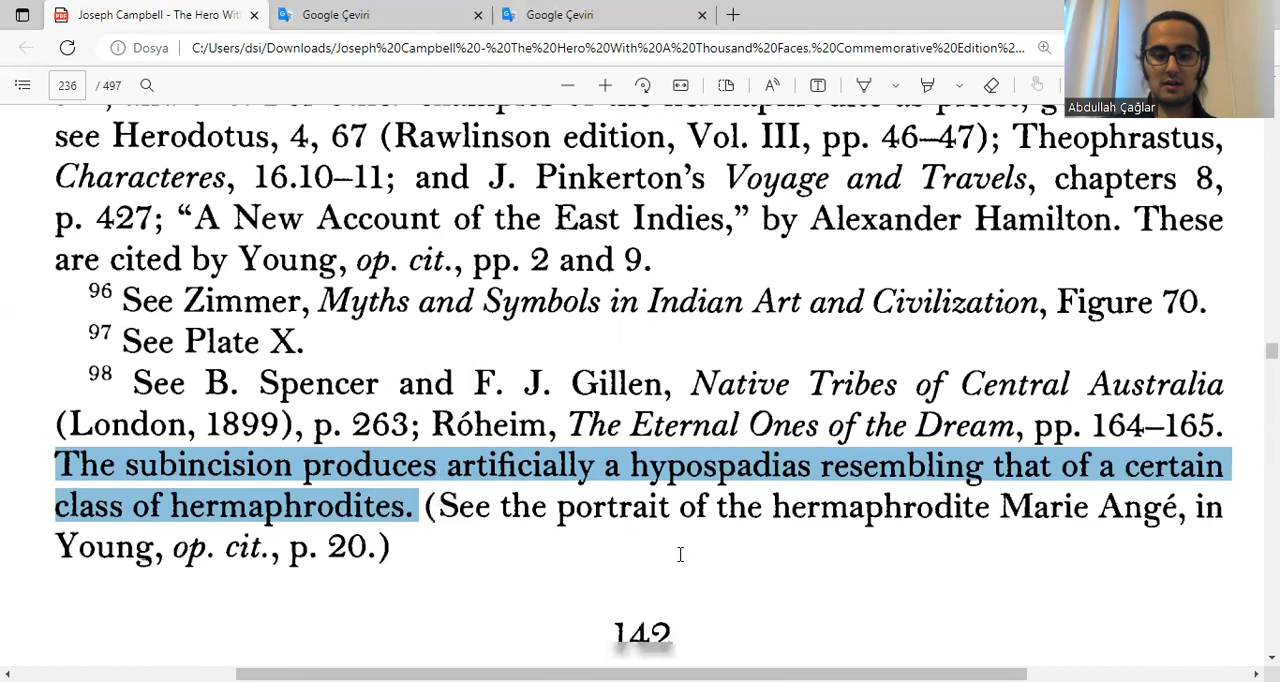 Joseph Campbell - The Hero Wit
Google Çeviri
Google Çeviri
Dosya
C:/Users/dsi/Downloads/Joseph%20Campbell%20-%20The%20Hero%20With%20A%20Thousand%20Faces,%20Commemorative%20Edition%20...
236 / 497
Abdullah Çağlar
see Herodotus, 4, 67 (Rawlinson edition, Vol. III, pp. 46–47); Theophrastus,
Characteres, 16.10–11; and J. Pinkerton's Voyage and Travels, chapters 8,
p. 427; “A New Account of the East Indies,” by Alexander Hamilton. These
are cited by Young, op. cit., pp. 2 and 9.
96 See Zimmer, Myths and Symbols in Indian Art and Civilization, Figure 70.
97 See Plate X.
98 See B. Spencer and F. J. Gillen, Native Tribes of Central Australia
(London, 1899), p. 263; Róheim, The Eternal Ones of the Dream, pp. 164–165.
The subincision produces artificially a hypospadias resembling that of a certain
class of hermaphrodites. (See the portrait of the hermaphrodite Marie Angé, in
Young, op. cit., p. 20.)
142